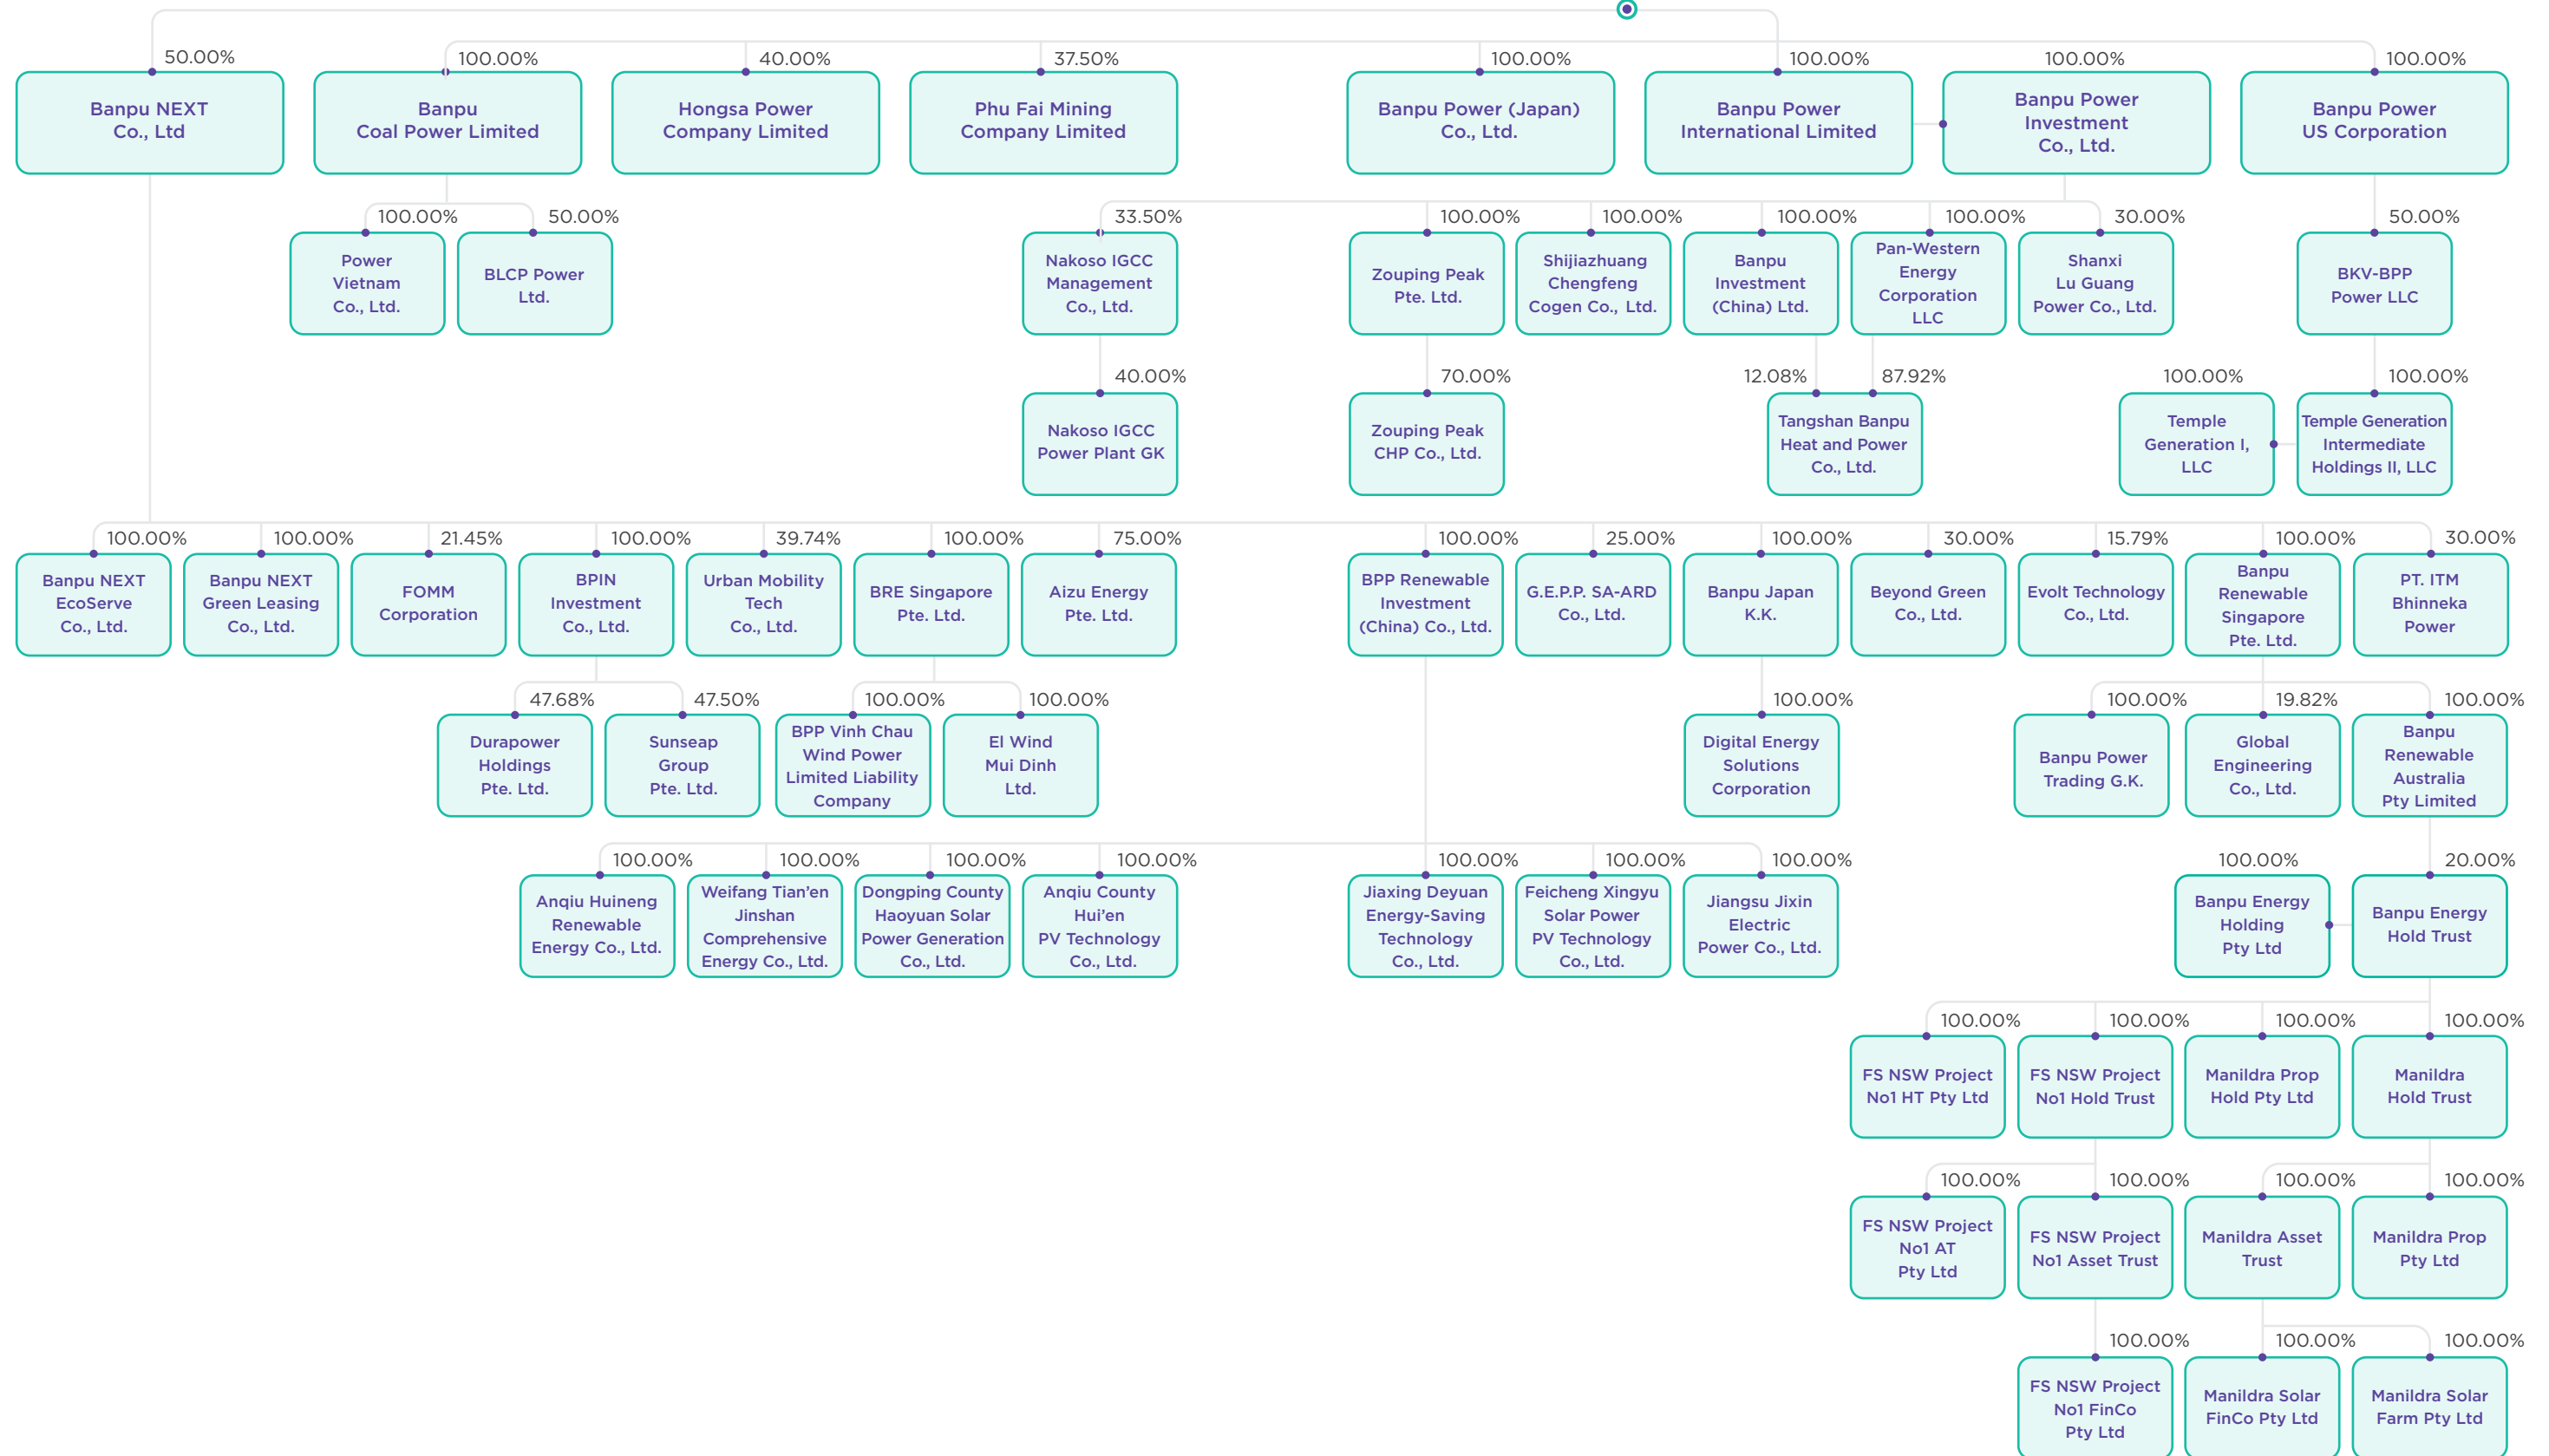 50.00%
100.00%
40.00%
37.50%
100.00%
100.00%
100.00%
100.00%
Banpu NEXT
Co., Ltd
Banpu
Coal Power Limited
Hongsa Power
Company Limited
Phu Fai Mining
Company Limited
Banpu Power (Japan)
Co., Ltd.
Banpu Power
International Limited
Banpu Power
Investment
Co., Ltd.
Banpu Power
US Corporation
100.00%
50.00%
33.50%
100.00%
100.00%
100.00%
100.00%
30.00%
50.00%
Power
Vietnam
Co., Ltd.
BLCP Power
Ltd.
Nakoso IGCC
Management
Co., Ltd.
Zouping Peak
Pte. Ltd.
Shijiazhuang
Chengfeng
Cogen Co., Ltd.
Banpu
Investment
(China) Ltd.
Pan-Western
Energy
Corporation
LLC
Shanxi
Lu Guang
Power Co., Ltd.
BKV-BPP
Power LLC
40.00%
70.00%
12.08%
87.92%
100.00%
100.00%
Nakoso IGCC
Power Plant GK
Zouping Peak
CHP Co., Ltd.
Tangshan Banpu
Heat and Power
Co., Ltd.
Temple
Generation I,
LLC
Temple Generation
Intermediate
Holdings II, LLC
100.00%
100.00%
21.45%
100.00%
39.74%
100.00%
75.00%
100.00%
25.00%
100.00%
30.00%
15.79%
100.00%
30.00%
Banpu NEXT
EcoServe
Co., Ltd.
Banpu NEXT
Green Leasing
Co., Ltd.
FOMM
Corporation
BPIN
Investment
Co., Ltd.
Urban Mobility
Tech
Co., Ltd.
BRE Singapore
Pte. Ltd.
Aizu Energy
Pte. Ltd.
BPP Renewable
Investment
(China) Co., Ltd.
G.E.P.P. SA-ARD
Co., Ltd.
Banpu Japan
K.K.
Beyond Green
Co., Ltd.
Evolt Technology
Co., Ltd.
Banpu
Renewable
Singapore
Pte. Ltd.
PT. ITM
Bhinneka
Power
47.68%
47.50%
100.00%
100.00%
100.00%
100.00%
19.82%
100.00%
Durapower
Holdings
Pte. Ltd.
Sunseap
Group
Pte. Ltd.
BPP Vinh Chau
Wind Power
Limited Liability
Company
El Wind
Mui Dinh
Ltd.
Digital Energy
Solutions
Corporation
Banpu Power
Trading G.K.
Global
Engineering
Co., Ltd.
Banpu
Renewable
Australia
Pty Limited
100.00%
100.00%
100.00%
100.00%
100.00%
100.00%
100.00%
100.00%
20.00%
Anqiu Huineng
Renewable
Energy Co., Ltd.
Weifang Tian’en
Jinshan
Comprehensive
Energy Co., Ltd.
Dongping County
Haoyuan Solar
Power Generation
Co., Ltd.
Anqiu County
Hui’en
PV Technology
Co., Ltd.
Jiaxing Deyuan
Energy-Saving
Technology
Co., Ltd.
Feicheng Xingyu
Solar Power
PV Technology
Co., Ltd.
Jiangsu Jixin
Electric
Power Co., Ltd.
Banpu Energy
Holding
Pty Ltd
Banpu Energy
Hold Trust
100.00%
100.00%
100.00%
100.00%
FS NSW Project
No1 HT Pty Ltd
FS NSW Project
No1 Hold Trust
Manildra Prop
Hold Pty Ltd
Manildra
Hold Trust
100.00%
100.00%
100.00%
100.00%
FS NSW Project
No1 AT
Pty Ltd
FS NSW Project
No1 Asset Trust
Manildra Asset
Trust
Manildra Prop
Pty Ltd
100.00%
100.00%
100.00%
FS NSW Project
No1 FinCo
Pty Ltd
Manildra Solar
FinCo Pty Ltd
Manildra Solar
Farm Pty Ltd